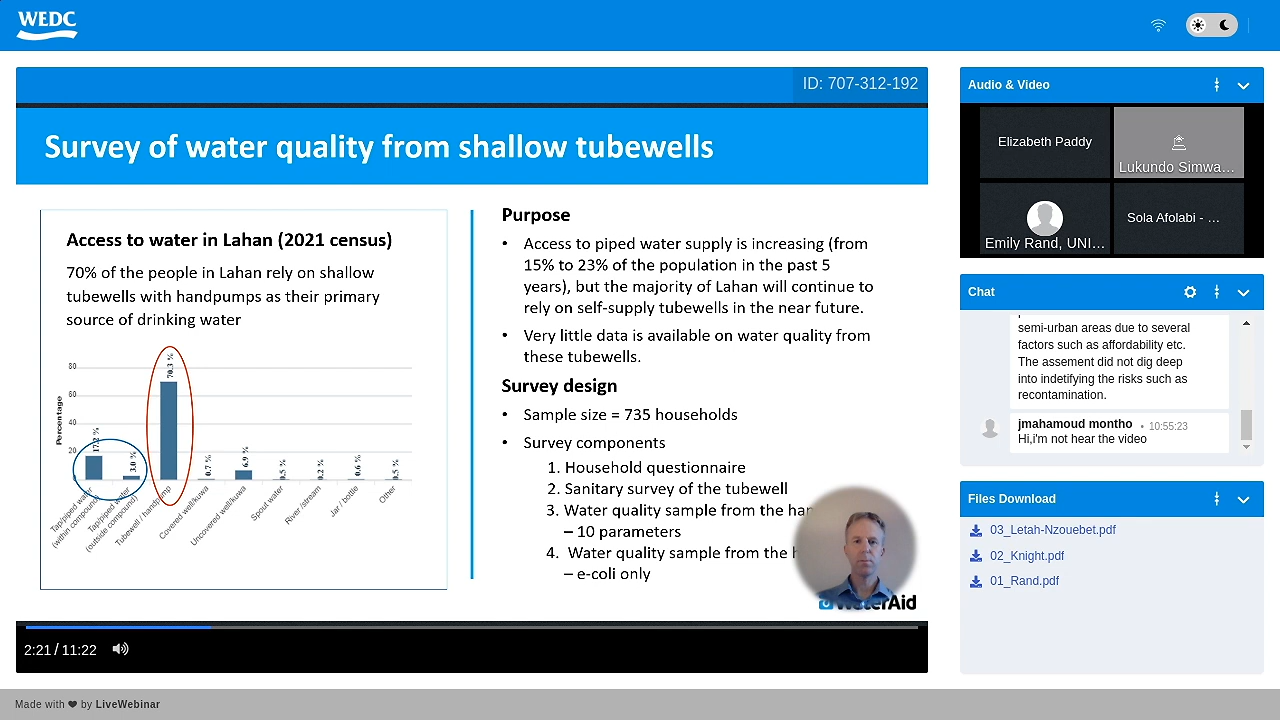 WEDC
ID: 707-312-192
Survey of water quality from shallow tubewells
Access to water in Lahan (2021 census)
70% of the people in Lahan rely on shallow
tubewells with handpumps as their primary
source of drinking water
Percentage
80
60
40
20
17.2 %
3.0 %
70.3 %
0.7 %
6.9 %
0.5 %
0.2 %
0.6 %
0.5 %
Tap/piped water
(within compound)
Tap/piped water
(outside compound)
Tubewell / handpump
Covered well/kuwa
Uncovered well/kuwa
Spout water
River /stream
Jar / bottle
Other
Purpose
• Access to piped water supply is increasing (from
15% to 23% of the population in the past 5
years), but the majority of Lahan will continue to
rely on self-supply tubewells in the near future.
• Very little data is available on water quality from
these tubewells.
Survey design
• Sample size = 735 households
• Survey components
1. Household questionnaire
2. Sanitary survey of the tubewell
3. Water quality sample from the
– 10 parameters
4. Water quality sample from the
– e-coli only
WaterAid
2:21 / 11:22
Audio & Video
Elizabeth Paddy
Lukundo Simwa…
Emily Rand, UNI…
Sola Afolabi - …
Chat
semi-urban areas due to several
factors such as affordability etc.
The assement did not dig deep
into indetifying the risks such as
recontamination.
jmahamoud montho • 10:55:23
Hi,i'm not hear the video
Files Download
03_Letah-Nzouebet.pdf
02_Knight.pdf
01_Rand.pdf
Made with ❤ by LiveWebinar